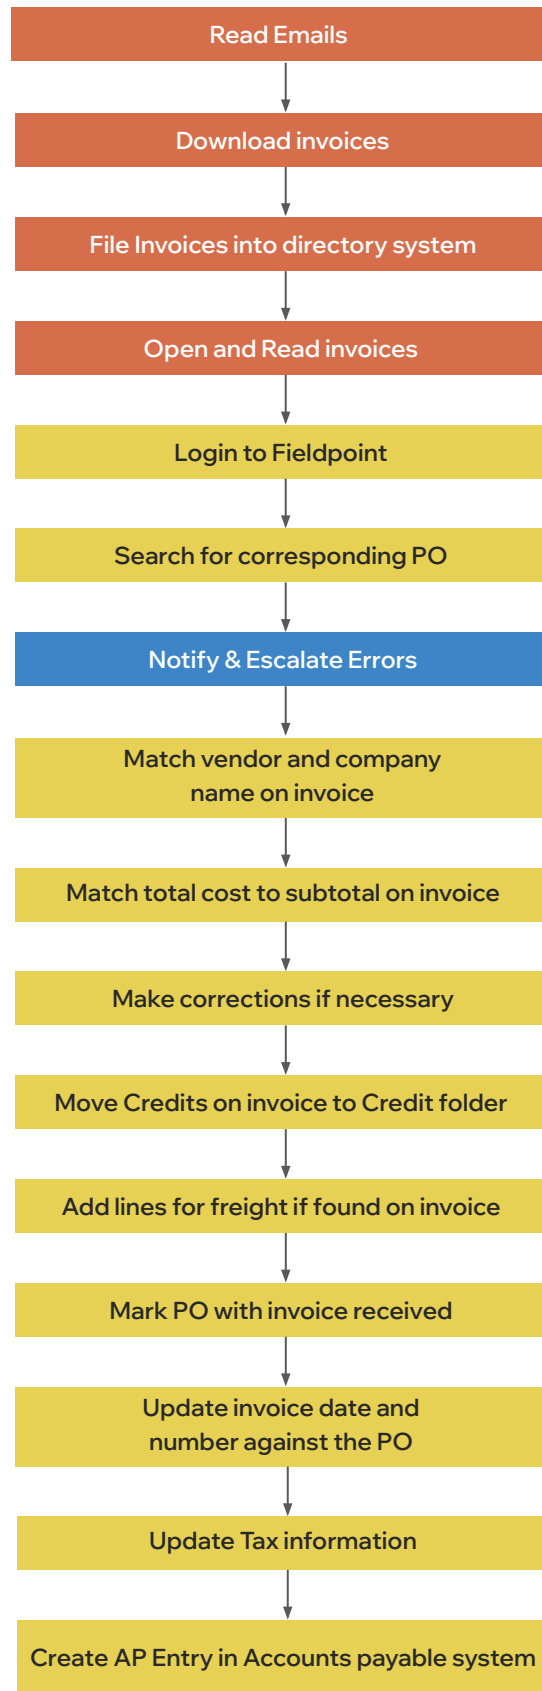 Read Emails
Download invoices
File Invoices into directory system
Open and Read invoices
Login to Fieldpoint
Search for corresponding PO
Notify & Escalate Errors
Match vendor and company
name on invoice
Match total cost to subtotal on invoice
Make corrections if necessary
Move Credits on invoice to Credit folder
Add lines for freight if found on invoice
Mark PO with invoice received
Update invoice date and
number against the PO
Update Tax information
Create AP Entry in Accounts payable system